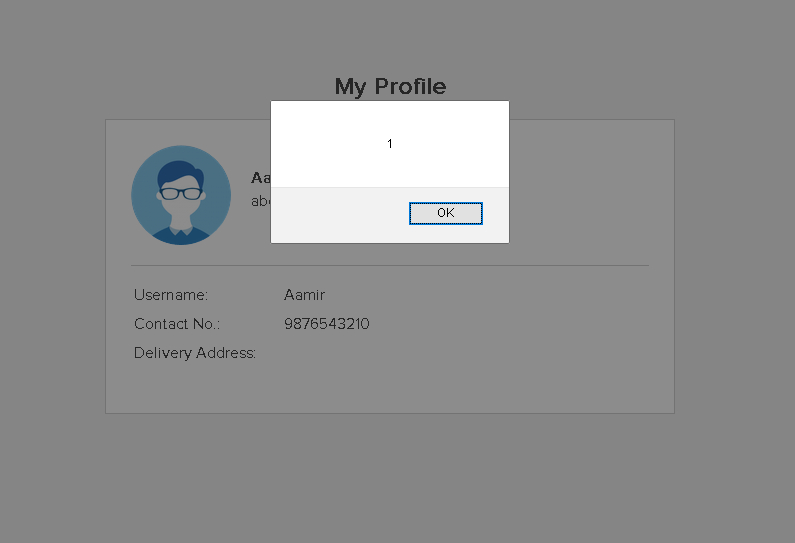 My Profile
1
OK
Username: Aamir
Contact No.: 9876543210
Delivery Address: